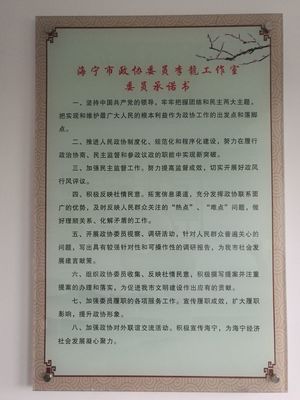 海宁市政协委员李龍工作室
委员承诺书
一、坚持中国共产党的领导，牢牢把握团结和民主两大主题，
把实现和维护最广大人民的根本利益作为政协工作的出发点和落脚
点。
二、推进人民政协制度化、规范化和程序化建设，努力在履行
政治协商、民主监督和参政议政的职能中实现新突破。
三、加强民主监督工作，努力提高监督成效，切实开展好政风
行风评议。
四、积极反映社情民意，拓宽信息渠道，充分发挥政协联系面
广的优势，及时反映人民群众关注的“热点”、“难点”问题，做
好理顺关系、化解矛盾的工作。
五、开展政协委员视察、调研活动，针对人民群众普遍关心的
问题，写出具有较强针对性和可操作性的调研报告，为我市社会发
展建言献策。
六、组织政协委员收集、反映社情民意，积极撰写提案并注重
提案的办理和落实，为促进我市文明建设作出应有的贡献。
七、加强委员履职的各项服务工作，宣传履职成效，扩大履职
影响，提升政协形象。
八、加强政协对外联谊交流活动，积极宣传海宁，为海宁经济
社会发展凝心聚力。